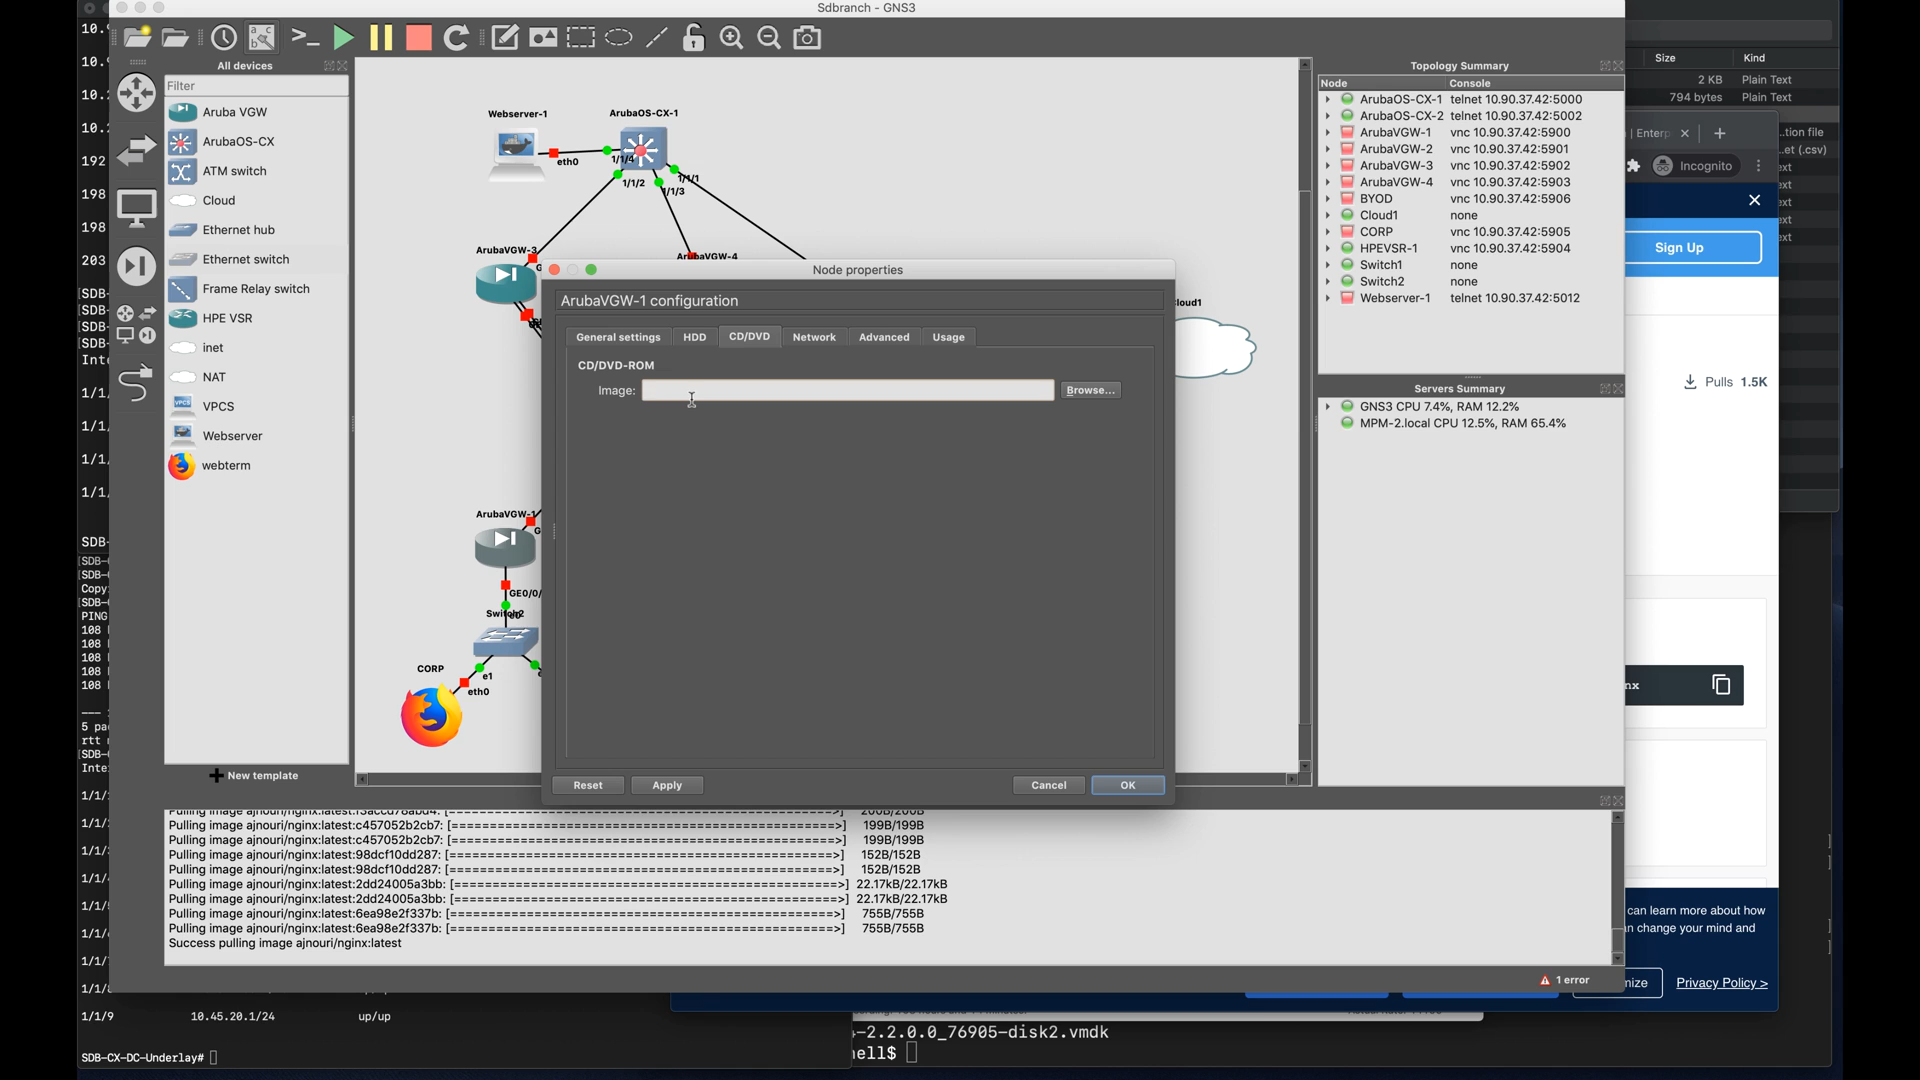 Sdbranch - GNS3
All devices
Filter
Aruba VGW
ArubaOS-CX
ATM switch
Cloud
Ethernet hub
Ethernet switch
Frame Relay switch
HPE VSR
inet
NAT
VPCS
Webserver
webterm
New template
Webserver-1
ArubaOS-CX-1
eth0
1/1/4
1/1/2
1/1/3
1/1/1
ArubaVGW-3
ArubaVGW-4
Cloud1
ArubaVGW-1
GE0/0/
Switch2
CORP
e1
eth0
Node properties
ArubaVGW-1 configuration
General settings
HDD
CD/DVD
Network
Advanced
Usage
CD/DVD-ROM
Image:
Browse...
Reset
Apply
Cancel
OK
Topology Summary
Node Console
ArubaOS-CX-1 telnet 10.90.37.42:5000
ArubaOS-CX-2 telnet 10.90.37.42:5002
ArubaVGW-1 vnc 10.90.37.42:5900
ArubaVGW-2 vnc 10.90.37.42:5901
ArubaVGW-3 vnc 10.90.37.42:5902
ArubaVGW-4 vnc 10.90.37.42:5903
BYOD vnc 10.90.37.42:5906
Cloud1 none
CORP vnc 10.90.37.42:5905
HPEVSR-1 vnc 10.90.37.42:5904
Switch1 none
Switch2 none
Webserver-1 telnet 10.90.37.42:5012
Servers Summary
GNS3 CPU 7.4%, RAM 12.2%
MPM-2.local CPU 12.5%, RAM 65.4%
Pulling image ajnouri/nginx:latest:c457052b2cb7: [==================================================>] 199B/199B
Pulling image ajnouri/nginx:latest:c457052b2cb7: [==================================================>] 199B/199B
Pulling image ajnouri/nginx:latest:98dcf10dd287: [==================================================>] 152B/152B
Pulling image ajnouri/nginx:latest:98dcf10dd287: [==================================================>] 152B/152B
Pulling image ajnouri/nginx:latest:2dd24005a3bb: [==================================================>] 22.17kB/22.17kB
Pulling image ajnouri/nginx:latest:2dd24005a3bb: [==================================================>] 22.17kB/22.17kB
Pulling image ajnouri/nginx:latest:6ea98e2f337b: [==================================================>] 755B/755B
Pulling image ajnouri/nginx:latest:6ea98e2f337b: [==================================================>] 755B/755B
Success pulling image ajnouri/nginx:latest
1 error
Size Kind
2 KB Plain Text
794 bytes Plain Text
...tion file
...et (.csv)
| Enterp
Incognito
Sign Up
Pulls 1.5K
nx
can learn more about how
n change your mind and
mize
Privacy Policy >
1/1/9 10.45.20.1/24 up/up
SDB-CX-DC-Underlay#
-2.2.0.0_76905-disk2.vmdk
ell$